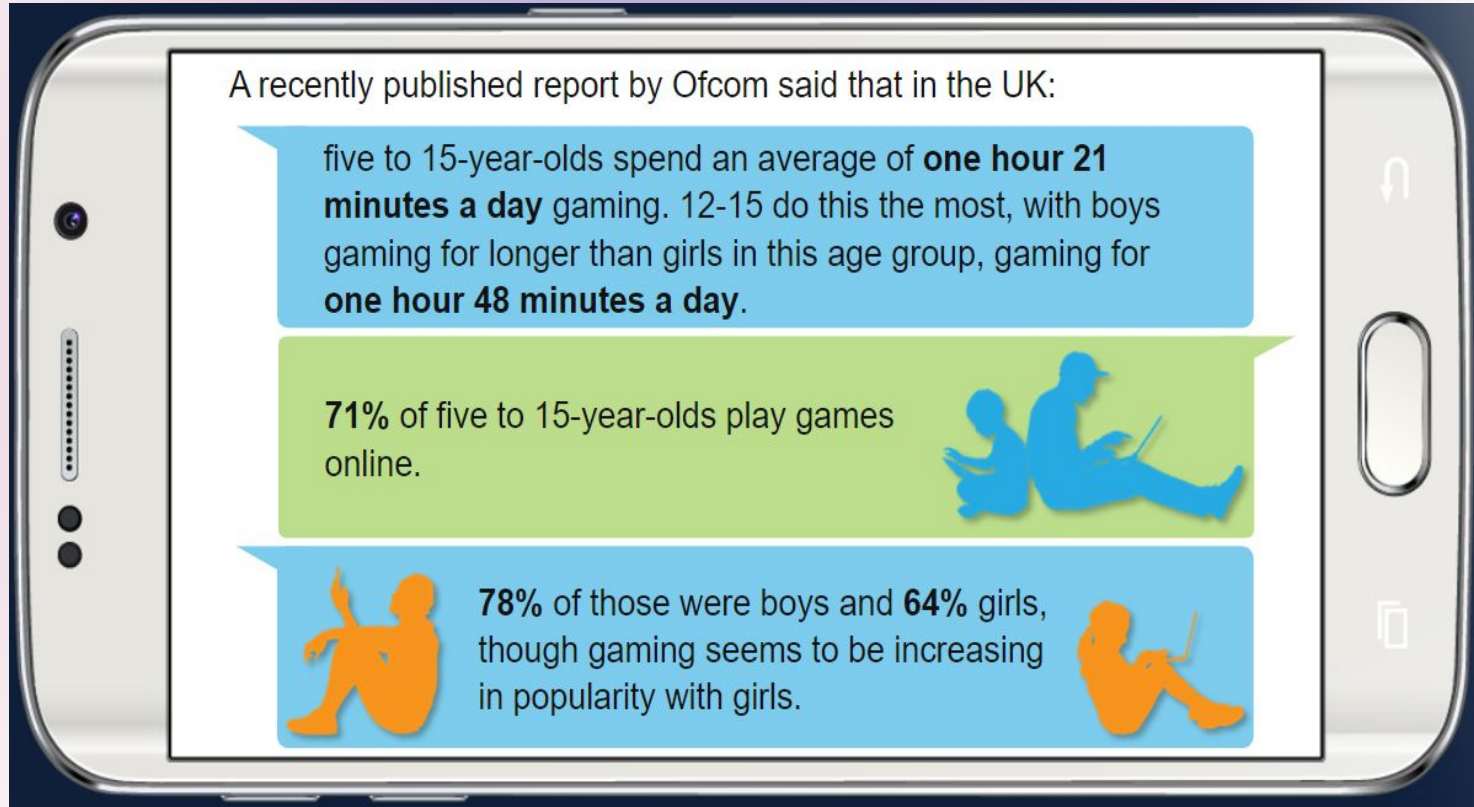 A recently published report by Ofcom said that in the UK:
five to 15-year-olds spend an average of one hour 21
minutes a day gaming. 12-15 do this the most, with boys
gaming for longer than girls in this age group, gaming for
one hour 48 minutes a day.
71% of five to 15-year-olds play games
online.
78% of those were boys and 64% girls,
though gaming seems to be increasing
in popularity with girls.